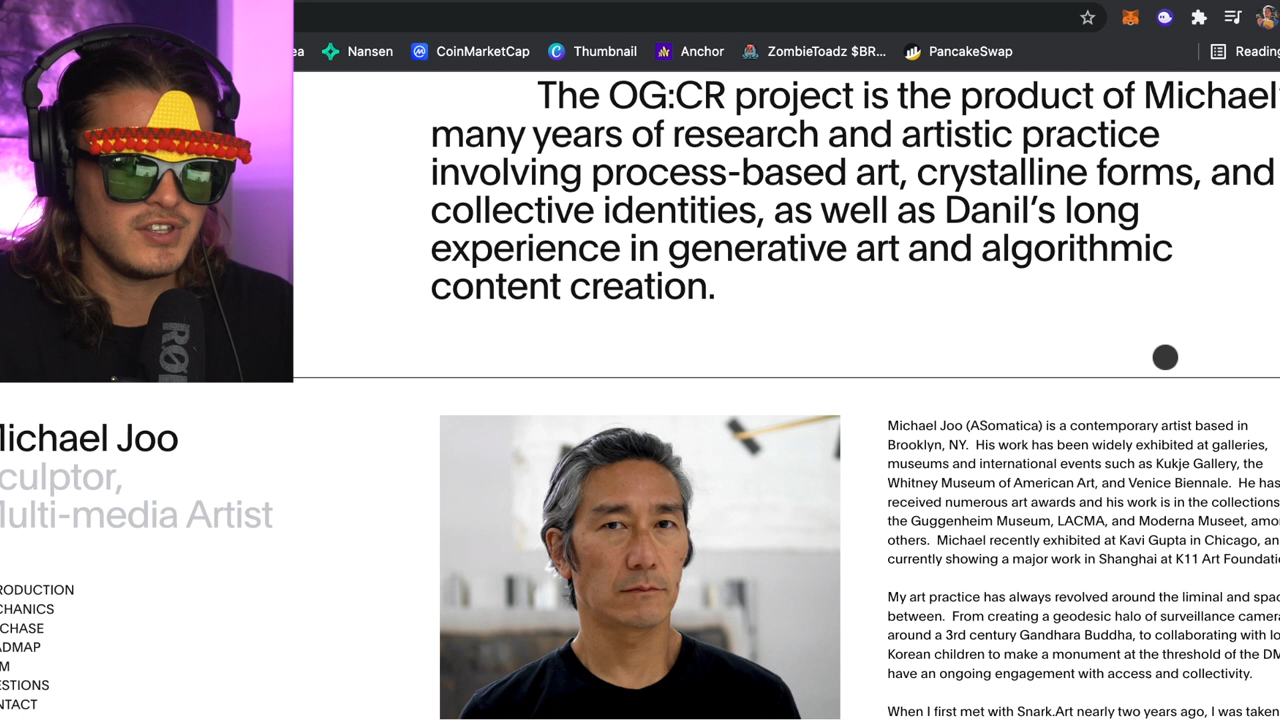 Nansen
CoinMarketCap
Thumbnail
Anchor
ZombieToadz $BR...
PancakeSwap
The OG:CR project is the product of Michael
many years of research and artistic practice
involving process-based art, crystalline forms, and
collective identities, as well as Danil’s long
experience in generative art and algorithmic
content creation.
Michael Joo
Sculptor,
Multi-media Artist
Michael Joo (ASomatica) is a contemporary artist based in
Brooklyn, NY. His work has been widely exhibited at galleries,
museums and international events such as Kukje Gallery, the
Whitney Museum of American Art, and Venice Biennale. He has
received numerous art awards and his work is in the collections
the Guggenheim Museum, LACMA, and Moderna Museet,
others. Michael recently exhibited at Kavi Gupta in Chicago,
currently showing a major work in Shanghai at K11 Art
My art practice has always revolved around the liminal and
between. From creating a geodesic halo of surveillance
around a 3rd century Gandhara Buddha, to collaborating with
Korean children to make a monument at the threshold of the
have an ongoing engagement with access and collectivity.
When I first met with Snark.Art nearly two years ago, I was taken